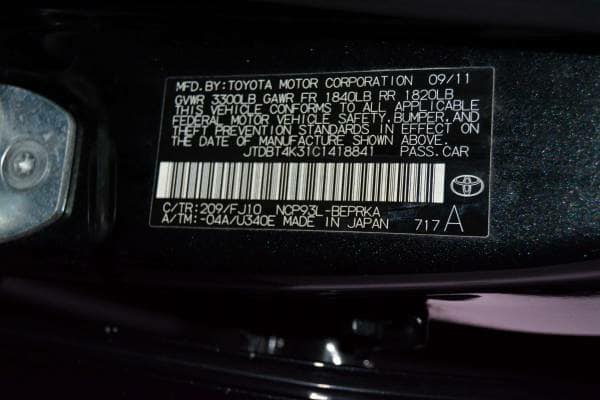 MFD. BY: TOYOTA MOTOR CORPORATION 09/11
GVWR 3300LB GAWR FR 1840LB RR 1820LB
THIS VEHICLE CONFORMS TO ALL APPLICABLE
FEDERAL MOTOR VEHICLE SAFETY, BUMPER, AND
THEFT PREVENTION STANDARDS IN EFFECT ON
THE DATE OF MANUFACTURE SHOWN ABOVE.
JTDBT4K31C1418841 PASS. CAR
C/TR: 209/FJ10 NCP93L-BEPRKA
A/TM: -04A/U340E MADE IN JAPAN 717 A